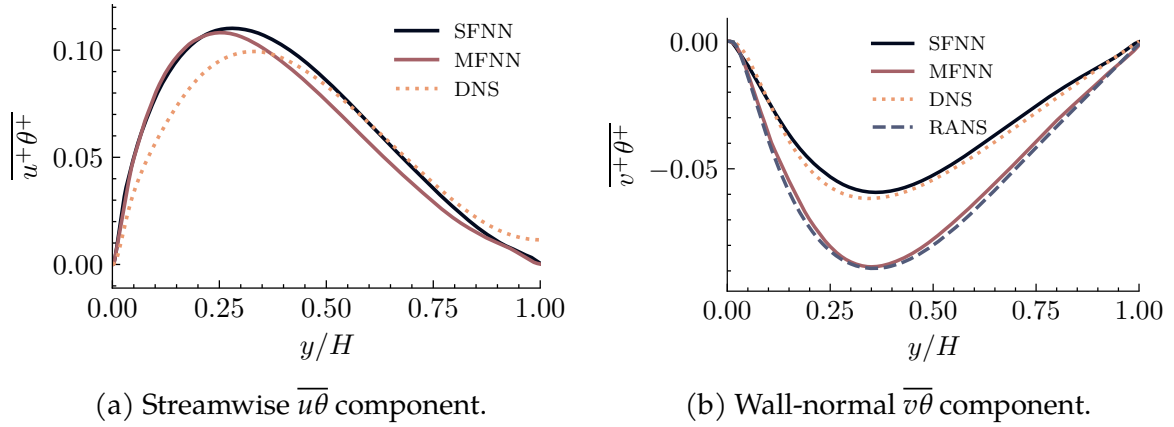 SFNN
MFNN
DNS
0.10
0.05
0.00
u⁺θ⁺
0.00 0.25 0.50 0.75 1.00
y/H
(a) Streamwise u̅θ̅ component.
SFNN
MFNN
DNS
RANS
0.00
−0.05
v⁺θ⁺
0.00 0.25 0.50 0.75 1.00
y/H
(b) Wall-normal v̅θ̅ component.